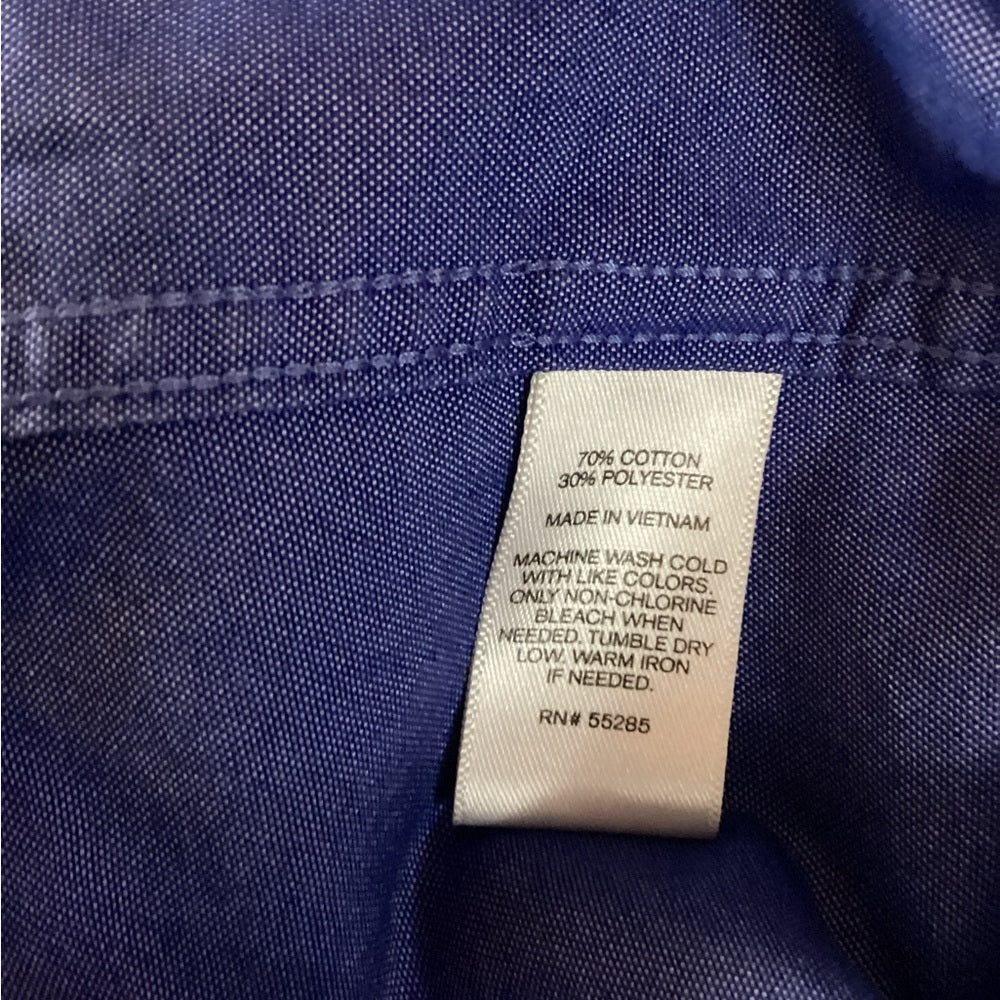 70% COTTON
30% POLYESTER
MADE IN VIETNAM
MACHINE WASH COLD
WITH LIKE COLORS.
ONLY NON-CHLORINE
BLEACH WHEN
NEEDED. TUMBLE DRY
LOW. WARM IRON
IF NEEDED.
RN# 55285